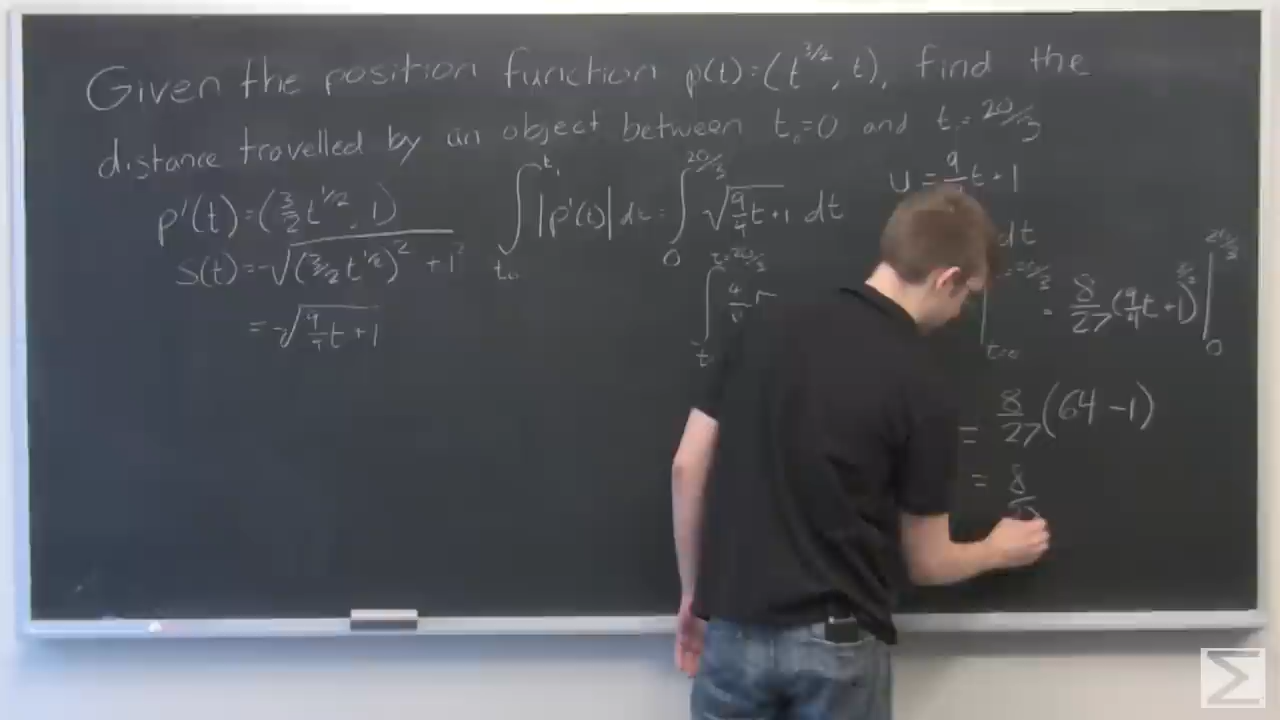 Given the position function p(t)=(t^{3/2}, t), find the
distance travelled by an object between t₀=0 and t₁=20/3
p'(t)=(3/2 t^{1/2}, 1)
s(t)=√((3/2 t^{1/2})² + 1²)
=√(9/4 t+1)
∫_{t₀}^{t₁} |p'(t)| dt = ∫_0^{20/3} √(9/4 t+1) dt
u = 9/4 t+1
dt
t=20/3
t=0
= 8/27 (9/4 t+1)^{3/2} |_0^{20/3}
= 8/27 (64 -1)
= 8